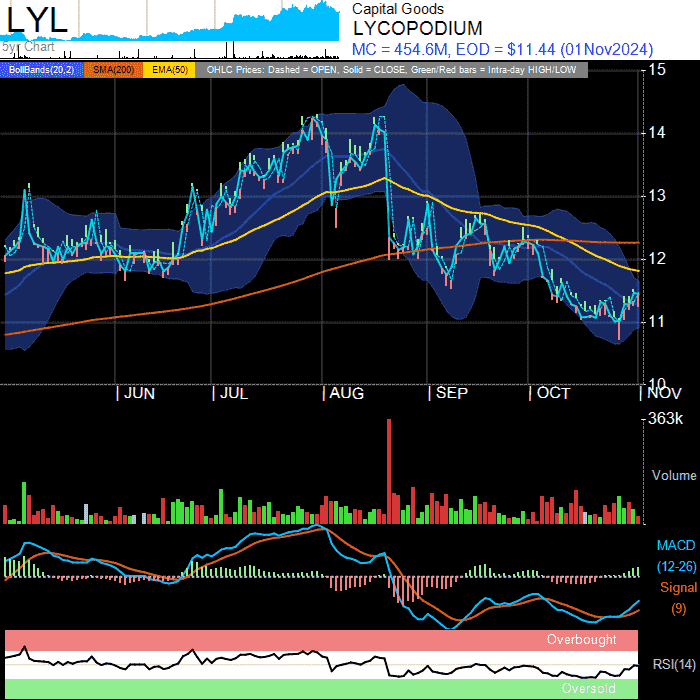 LYL
5yr Chart
Capital Goods
LYCOPODIUM
MC = 454.6M, EOD = $11.44 (01Nov2024)
BollBands(20,2) SMA(200) EMA(50) OHLC Prices: Dashed = OPEN, Solid = CLOSE, Green/Red bars = Intra-day HIGH/LOW
15
14
13
12
11
10
| JUN | JUL | AUG | SEP | OCT | NOV
363k
Volume
MACD
(12-26)
Signal
(9)
Overbought
RSI(14)
Oversold